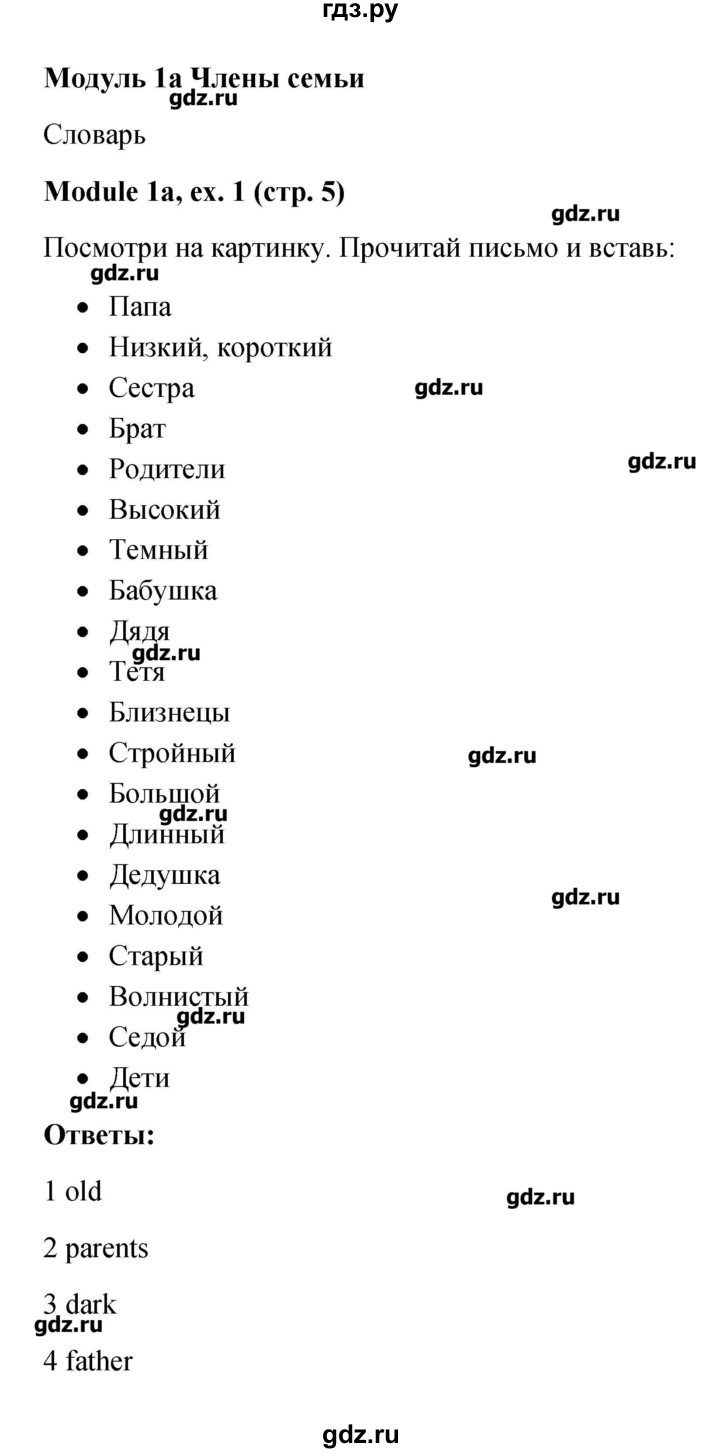 гдз.ру
Модуль 1а Члены семьи
gdz.ru
Словарь
Module 1a, ex. 1 (стр. 5)
gdz.ru
Посмотри на картинку. Прочитай письмо и вставь:
gdz.ru
• Папа
• Низкий, короткий
• Сестра
gdz.ru
• Брат
gdz.ru
• Родители
• Высокий
• Темный
• Бабушка
• Дядя
gdz.ru
• Тетя
• Близнецы
• Стройный
gdz.ru
• Большой
gdz.ru
• Длинный
• Дедушка
gdz.ru
• Молодой
• Старый
• Волнистый
gdz.ru
• Седой
• Дети
gdz.ru
Ответы:
1 old
gdz.ru
2 parents
3 dark
gdz.ru
4 father
gdz.ru